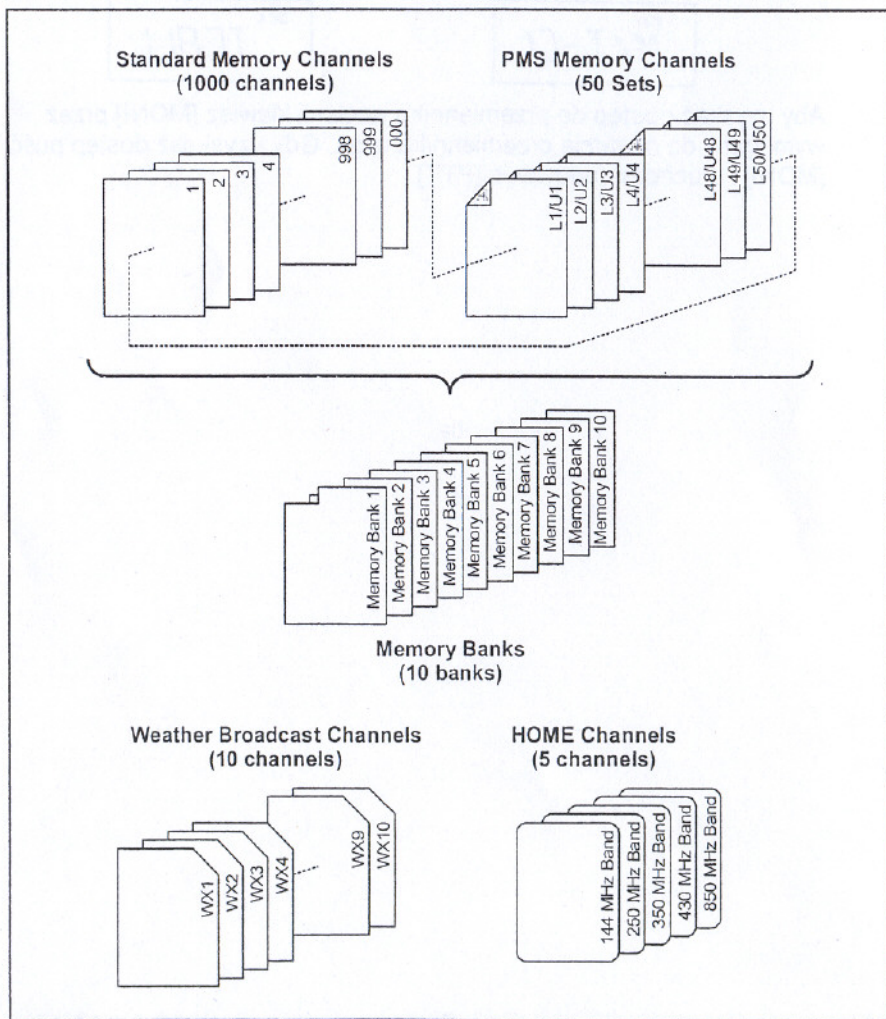 Standard Memory Channels
(1000 channels)
1
2
3
4
998
999
000
PMS Memory Channels
(50 Sets)
L1/U1
L2/U2
L3/U3
L4/U4
L48/U48
L49/U49
L50/U50
Memory Bank 1
Memory Bank 2
Memory Bank 3
Memory Bank 4
Memory Bank 5
Memory Bank 6
Memory Bank 7
Memory Bank 8
Memory Bank 9
Memory Bank 10
Memory Banks
(10 banks)
Weather Broadcast Channels
(10 channels)
WX1
WX2
WX3
WX4
WX9
WX10
HOME Channels
(5 channels)
144 MHz Band
250 MHz Band
350 MHz Band
430 MHz Band
850 MHz Band